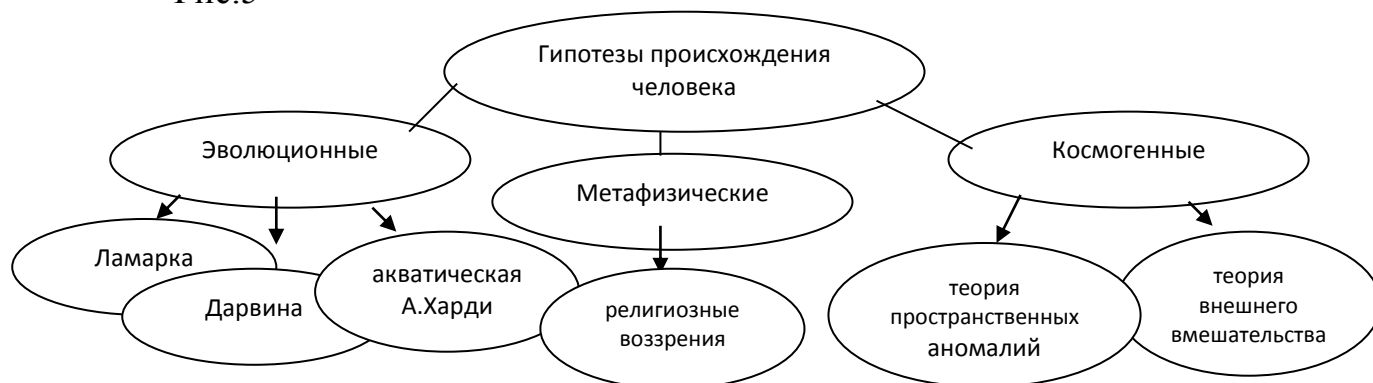 Гипотезы происхождения
человека
Эволюционные
Метафизические
Космогенные
Ламарка
Дарвина
акватическая
А.Харди
религиозные
воззрения
теория
пространственных
аномалий
теория
внешнего
вмешательства